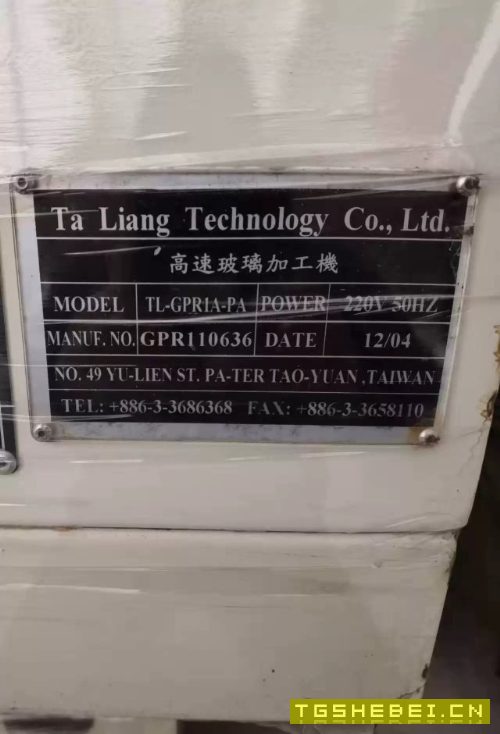 Ta Liang Technology Co., Ltd.
高速玻璃加工機
MODEL TL-GPR1A-PA POWER 220V 50HZ
MANUF. NO. GPR110636 DATE 12/04
NO. 49 YU-LIEN ST. PA-TER TAO-YUAN ,TAIWAN
TEL: +886-3-3686368 FAX: +886-3-3658110
TGSHEBEI.CN